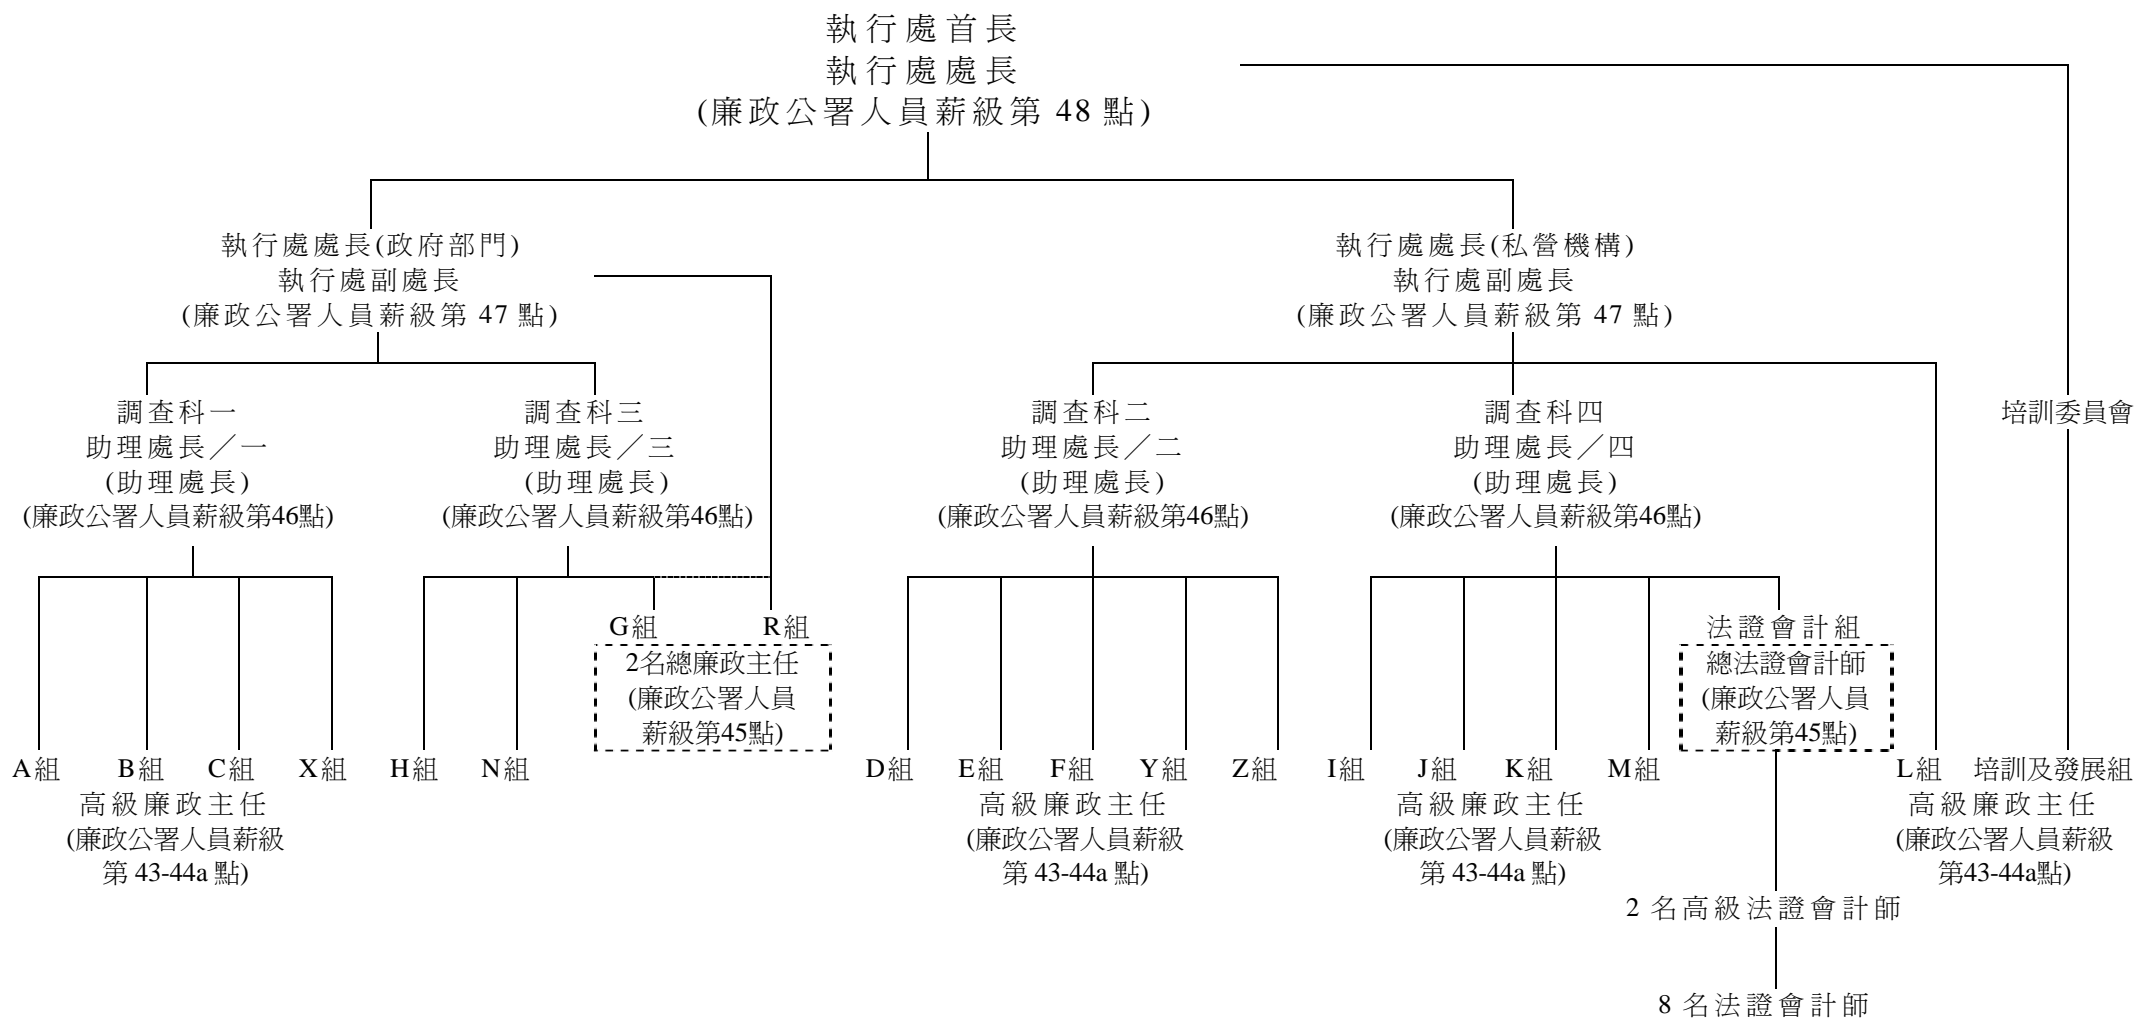 執行處首長
執行處處長
(廉政公署人員薪級第 48 點)
執行處處長(政府部門)
執行處副處長
(廉政公署人員薪級第 47 點)
執行處處長(私營機構)
執行處副處長
(廉政公署人員薪級第 47 點)
調查科一
助理處長／一
(助理處長)
(廉政公署人員薪級第46點)
調查科三
助理處長／三
(助理處長)
(廉政公署人員薪級第46點)
調查科二
助理處長／二
(助理處長)
(廉政公署人員薪級第46點)
調查科四
助理處長／四
(助理處長)
(廉政公署人員薪級第46點)
培訓委員會
G組 R組
2名總廉政主任
(廉政公署人員
薪級第45點)
法證會計組
總法證會計師
(廉政公署人員
薪級第45點)
A組 B組 C組 X組 H組 N組
高級廉政主任
(廉政公署人員薪級
第 43-44a 點)
D組 E組 F組 Y組 Z組
高級廉政主任
(廉政公署人員薪級
第 43-44a 點)
I組 J組 K組 M組
高級廉政主任
(廉政公署人員薪級
第 43-44a 點)
L組 培訓及發展組
高級廉政主任
(廉政公署人員薪級
第43-44a點)
2 名高級法證會計師
8 名法證會計師